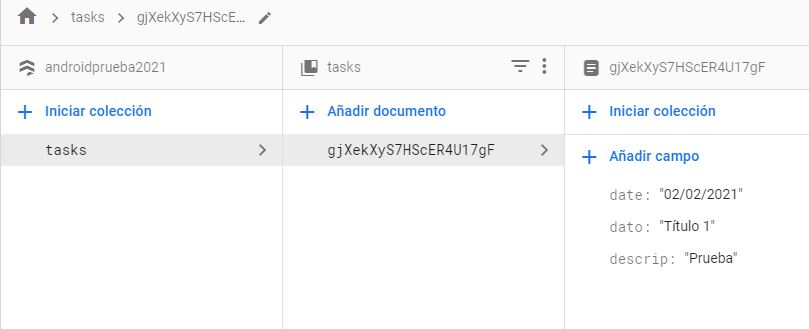 tasks gjXekXyS7HScE...
androidprueba2021
tasks
gjXekXyS7HScER4U17gF
Iniciar colección
Añadir documento
Iniciar colección
tasks
gjXekXyS7HScER4U17gF
Añadir campo
date: "02/02/2021"
dato: "Título 1"
descrip: "Prueba"